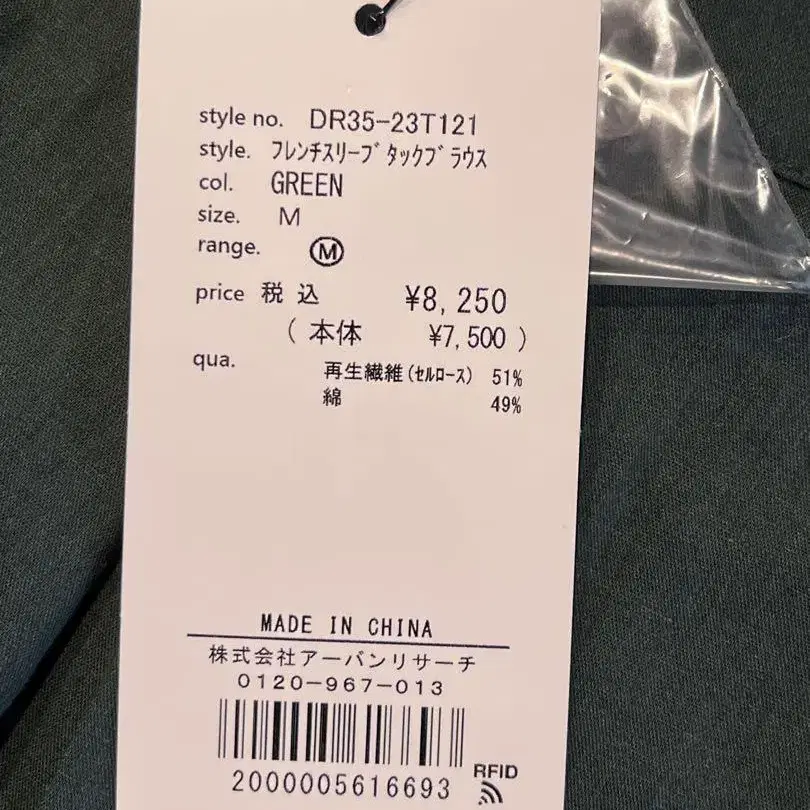 style no. DR35-23T121
style. ﾌﾚﾝﾁｽﾘｰﾌﾞﾀｯｸﾌﾞﾗｳｽ
col. GREEN
size. M
range. Ⓜ
price 税込 ¥8,250
(本体 ¥7,500)
qua. 再生繊維(ｾﾙﾛｰｽ) 51%
綿 49%
MADE IN CHINA
株式会社アーバンリサーチ
0120-967-013
2000005616693
RFID